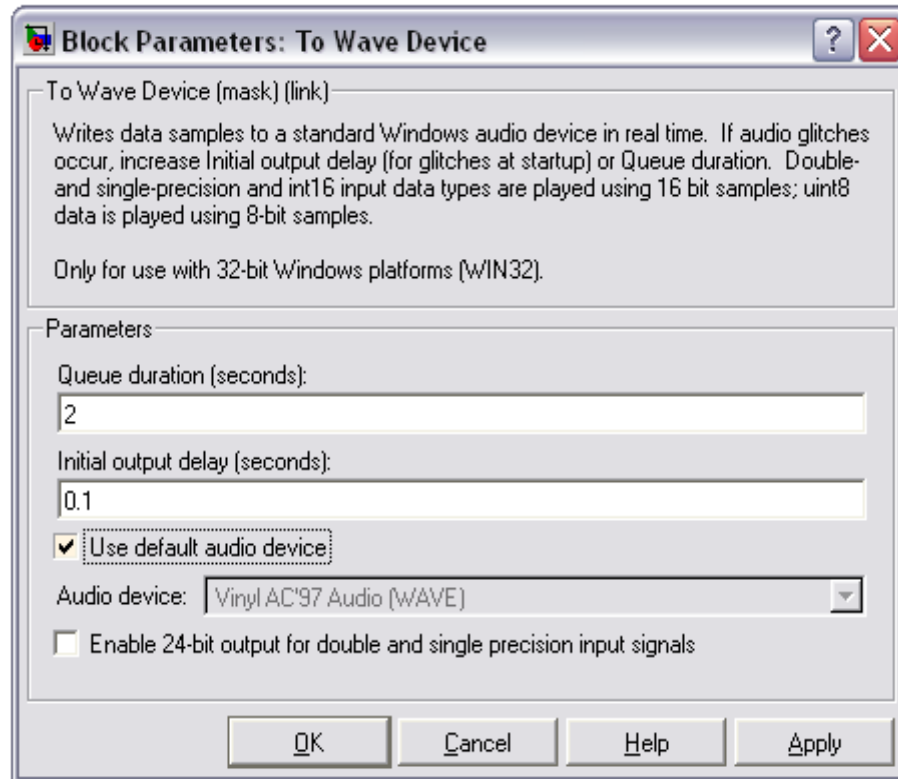 Block Parameters: To Wave Device
To Wave Device (mask) (link)
Writes data samples to a standard Windows audio device in real time.  If audio glitches
occur, increase Initial output delay (for glitches at startup) or Queue duration.  Double-
and single-precision and int16 input data types are played using 16 bit samples; uint8
data is played using 8-bit samples.
Only for use with 32-bit Windows platforms (WIN32).
Parameters
Queue duration (seconds):
2
Initial output delay (seconds):
0.1
Use default audio device
Audio device: Vinyl AC'97 Audio (WAVE)
Enable 24-bit output for double and single precision input signals
OK Cancel Help Apply